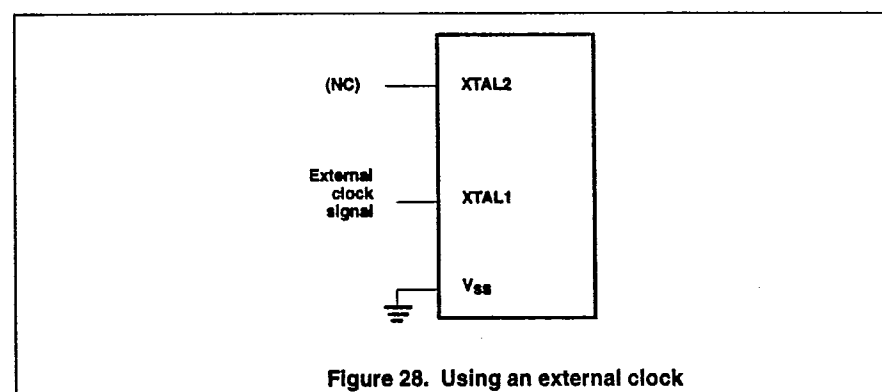 (NC) XTAL2
External
clock
signal
XTAL1
Vss
Figure 28. Using an external clock